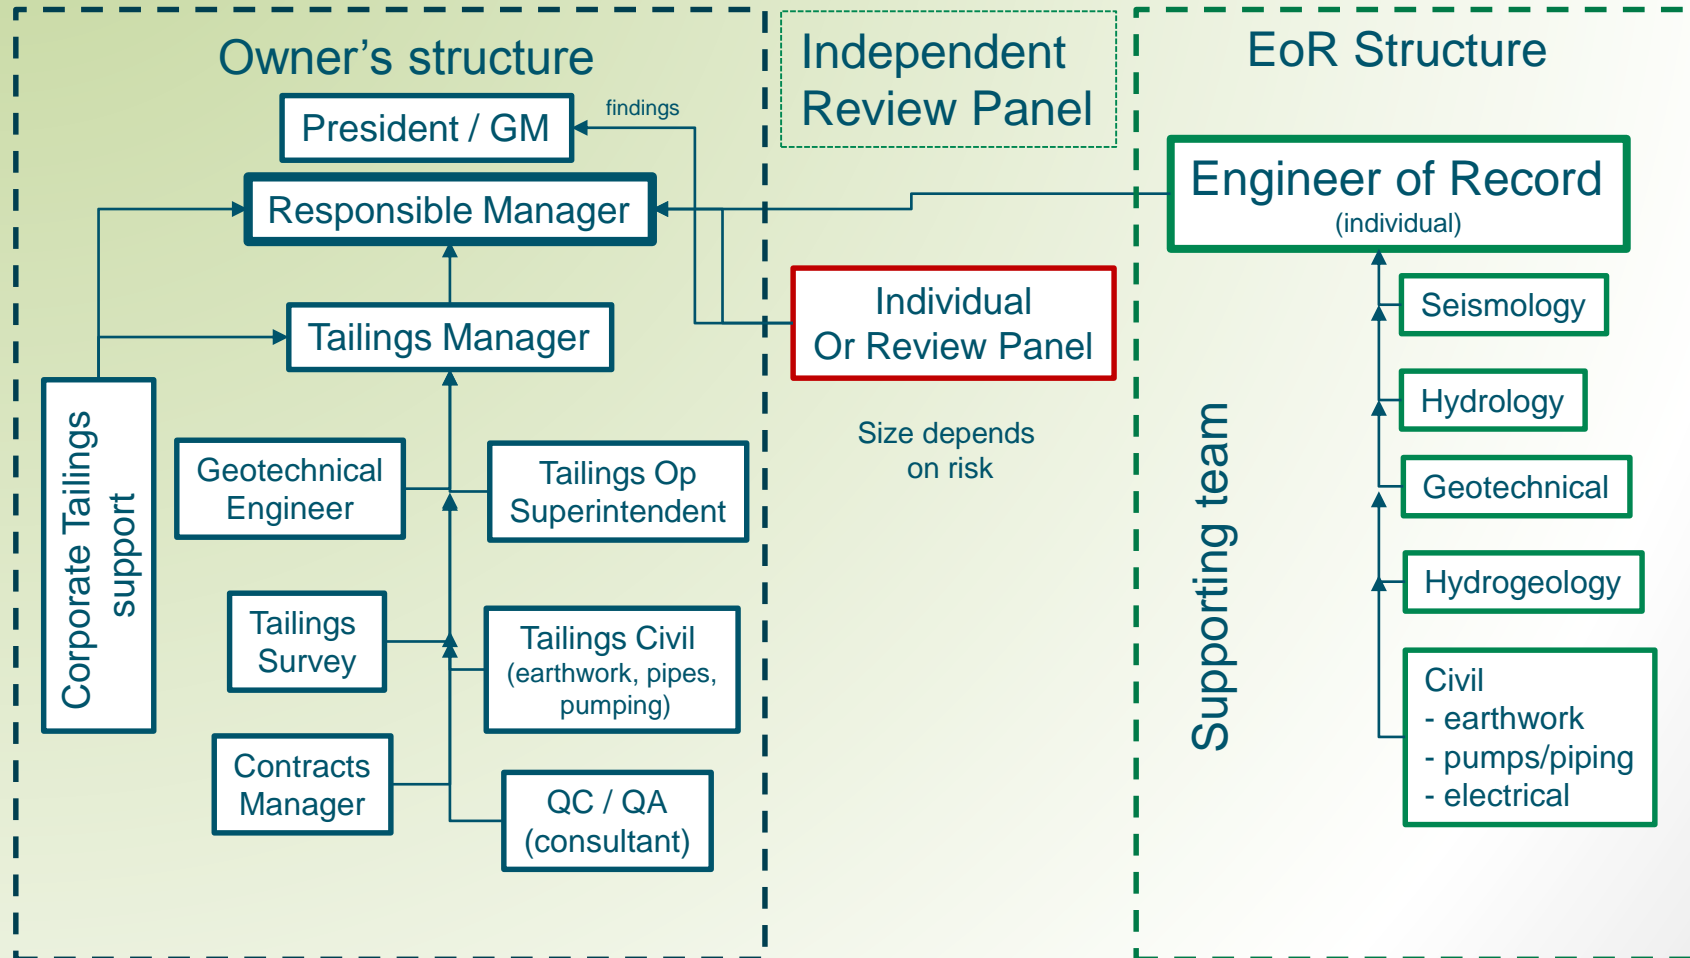 Owner’s structure
President / GM
findings
Responsible Manager
Tailings Manager
Corporate Tailings
support
Geotechnical
Engineer
Tailings Op
Superintendent
Tailings
Survey
Tailings Civil
(earthwork, pipes,
pumping)
Contracts
Manager
QC / QA
(consultant)
Independent
Review Panel
Individual
Or Review Panel
Size depends
on risk
EoR Structure
Engineer of Record
(individual)
Supporting team
Seismology
Hydrology
Geotechnical
Hydrogeology
Civil
- earthwork
- pumps/piping
- electrical